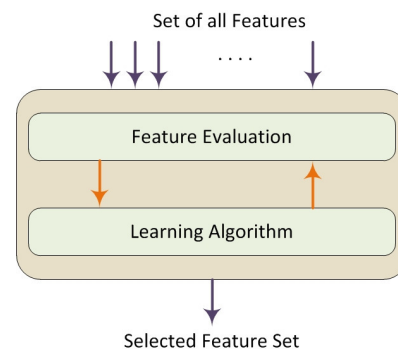 Set of all Features
....
Feature Evaluation
Learning Algorithm
Selected Feature Set